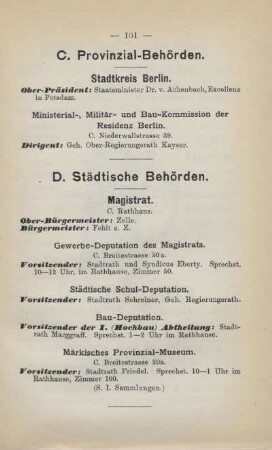 — 101 —
C. Provinzial-Behörden.
Stadtkreis Berlin.
Ober-Präsident: Staatsminister Dr. v. Achenbach, Excellenz
in Potsdam.
Ministerial-, Militär- und Bau-Kommission der
Residenz Berlin.
C. Niederwallstrasse 39.
Dirigent: Geh. Ober-Regierungsrath Kayser.
D. Städtische Behörden.
Magistrat.
C. Rathhaus.
Ober-Bürgermeister: Zelle.
Bürgermeister: Fehlt z. Z.
Gewerbe-Deputation des Magistrats.
C. Breitestrasse 20a.
Vorsitzender: Stadtrath und Syndicus Eberty. Sprechst.
10—12 Uhr, im Rathhause, Zimmer 50.
Städtische Schul-Deputation.
Vorsitzender: Stadtrath Schreiner, Geh. Regierungsrath.
Bau-Deputation.
Vorsitzender der I. (Hochbau) Abtheilung: Stadt-
rath Marggraff. Sprechst. 1—2 Uhr im Rathhause.
Märkisches Provinzial-Museum.
C. Breitestrasse 20a.
Vorsitzender: Stadtrath Friedel. Sprechst. 10—1 Uhr im
Rathhause, Zimmer 160.
(S. I. Sammlungen.)